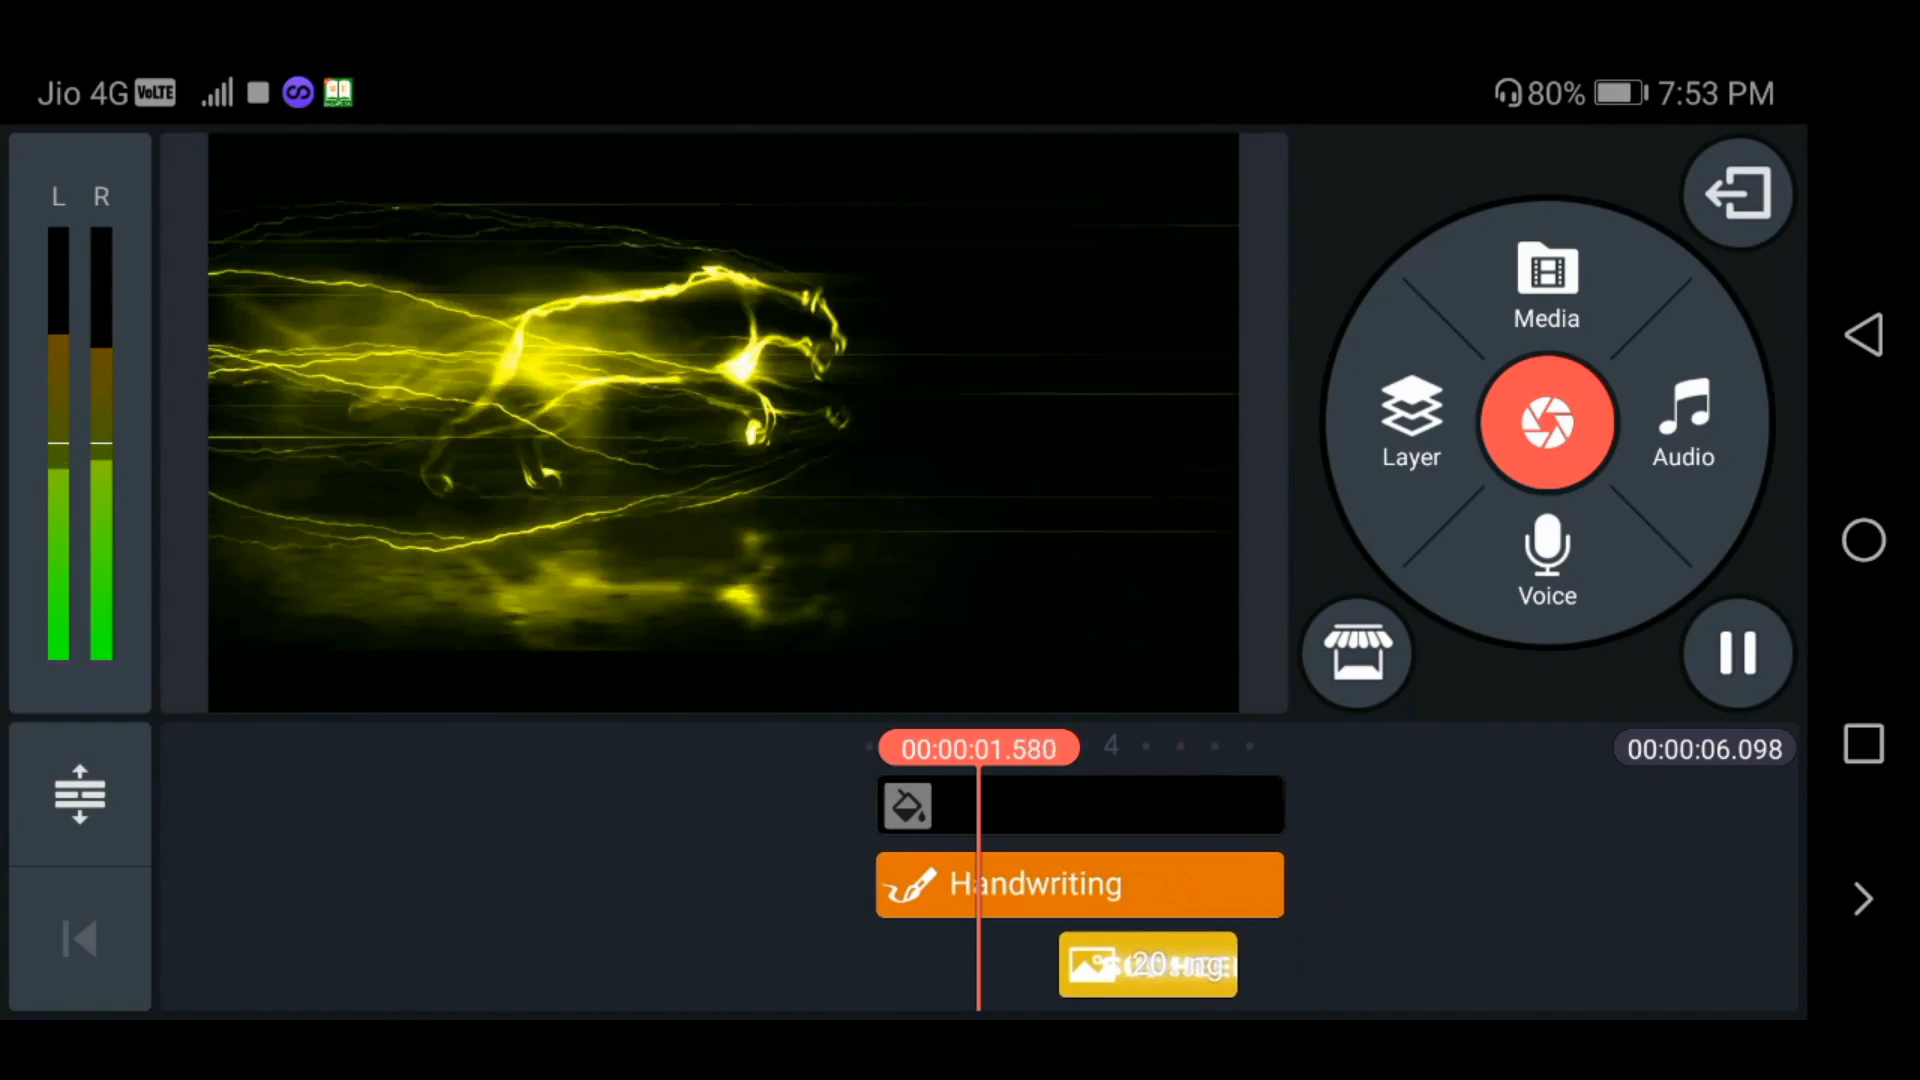 Jio 4G VoLTE
80% 7:53 PM
L R
Media
Layer
Audio
Voice
00:00:01.580
4
00:00:06.098
Handwriting
20